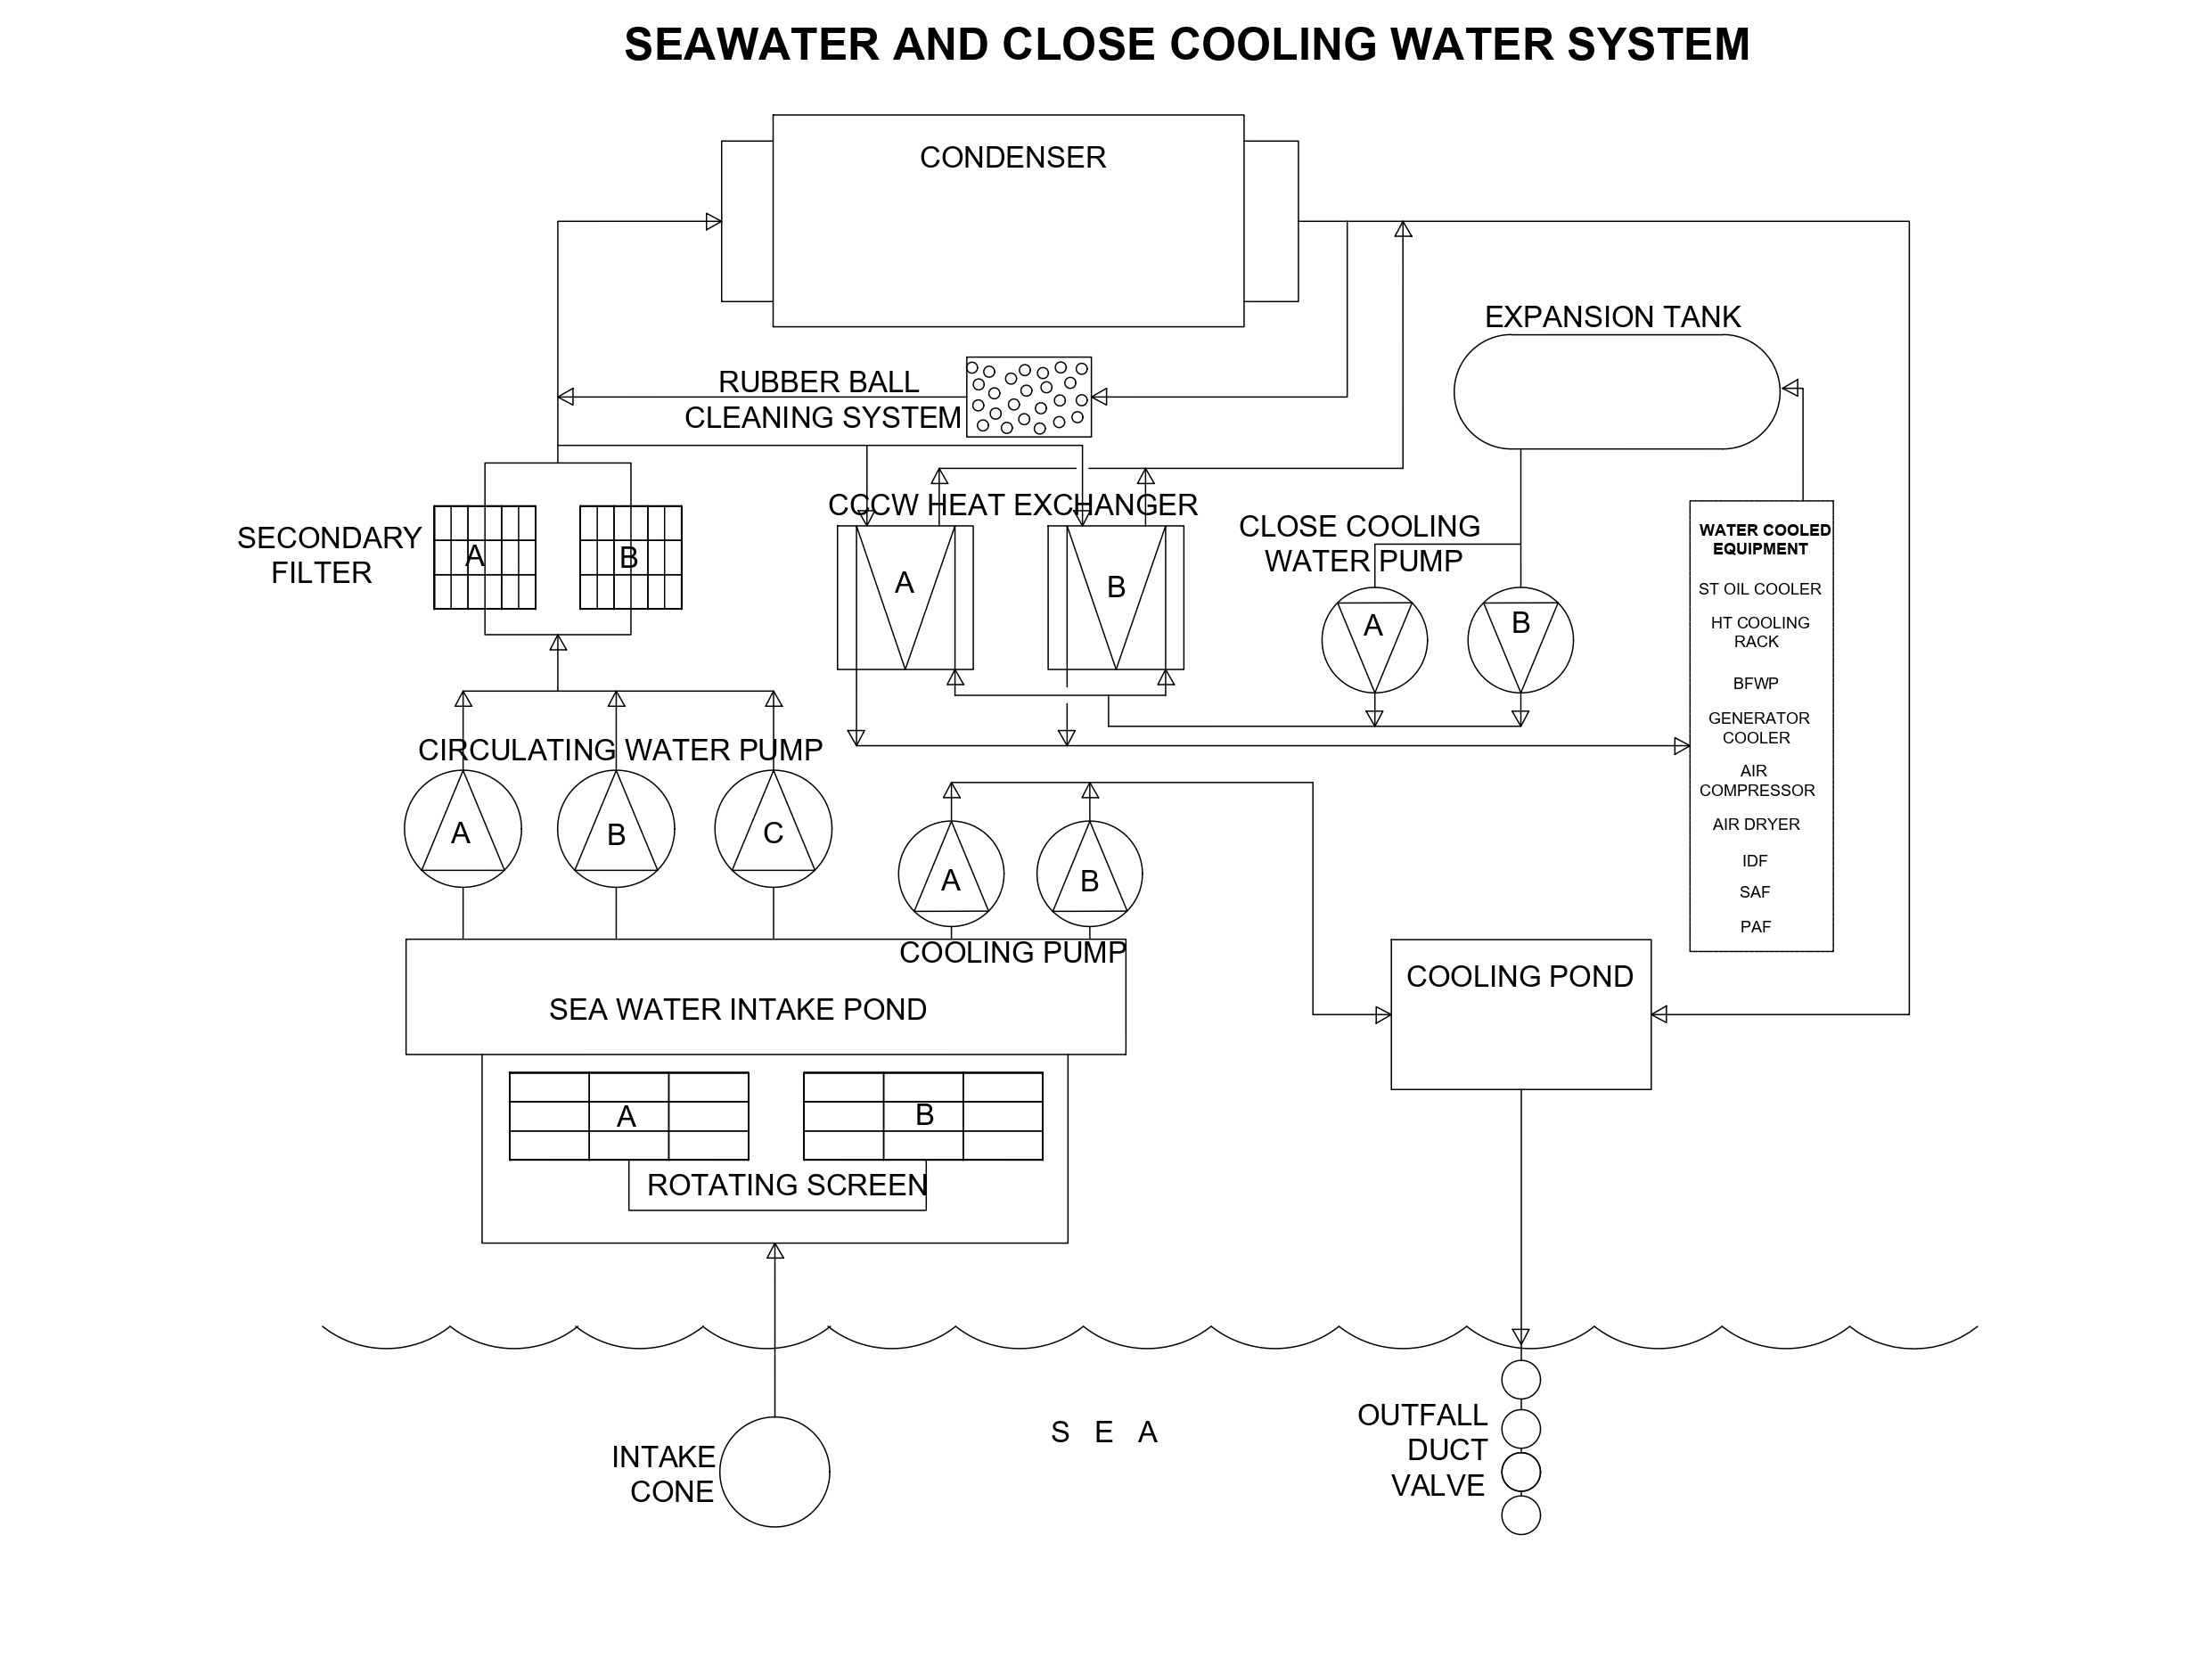 SEAWATER AND CLOSE COOLING WATER SYSTEM
CONDENSER
EXPANSION TANK
RUBBER BALL
CLEANING SYSTEM
CCCW HEAT EXCHANGER
A
B
SECONDARY
FILTER
A
B
CLOSE COOLING
WATER PUMP
A
B
WATER COOLED
EQUIPMENT
ST OIL COOLER
HT COOLING
RACK
BFWP
GENERATOR
COOLER
AIR
COMPRESSOR
AIR DRYER
IDF
SAF
PAF
CIRCULATING WATER PUMP
A
B
C
A
B
COOLING PUMP
SEA WATER INTAKE POND
COOLING POND
A
B
ROTATING SCREEN
S E A
INTAKE
CONE
OUTFALL
DUCT
VALVE